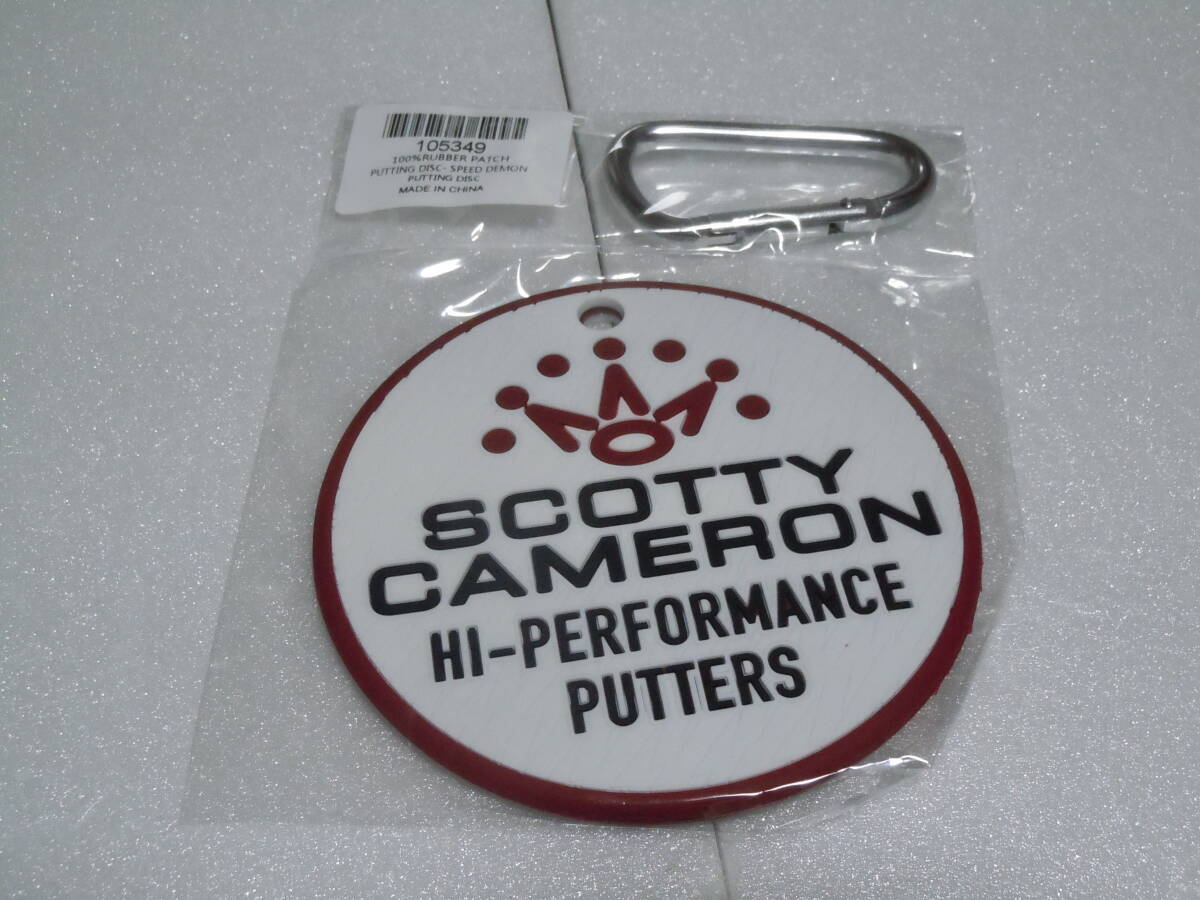 105349
100%RUBBER PATCH
PUTTING DISC- SPEED DEMON
PUTTING DISC
MADE IN CHINA
SCOTTY
CAMERON
HI-PERFORMANCE
PUTTERS